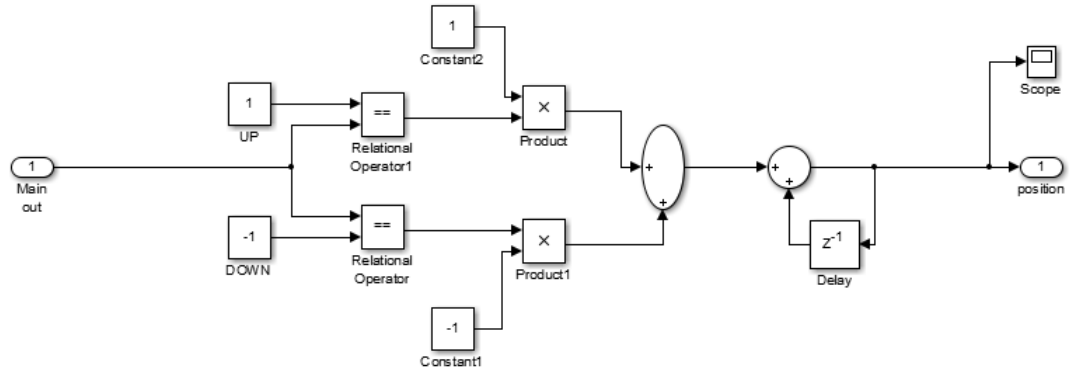 1
Constant2
Scope
1
UP
==
Relational
Operator1
×
Product
1
Main
out
+
+
+
+
1
position
-1
DOWN
==
Relational
Operator
×
Product1
Z-1
Delay
-1
Constant1